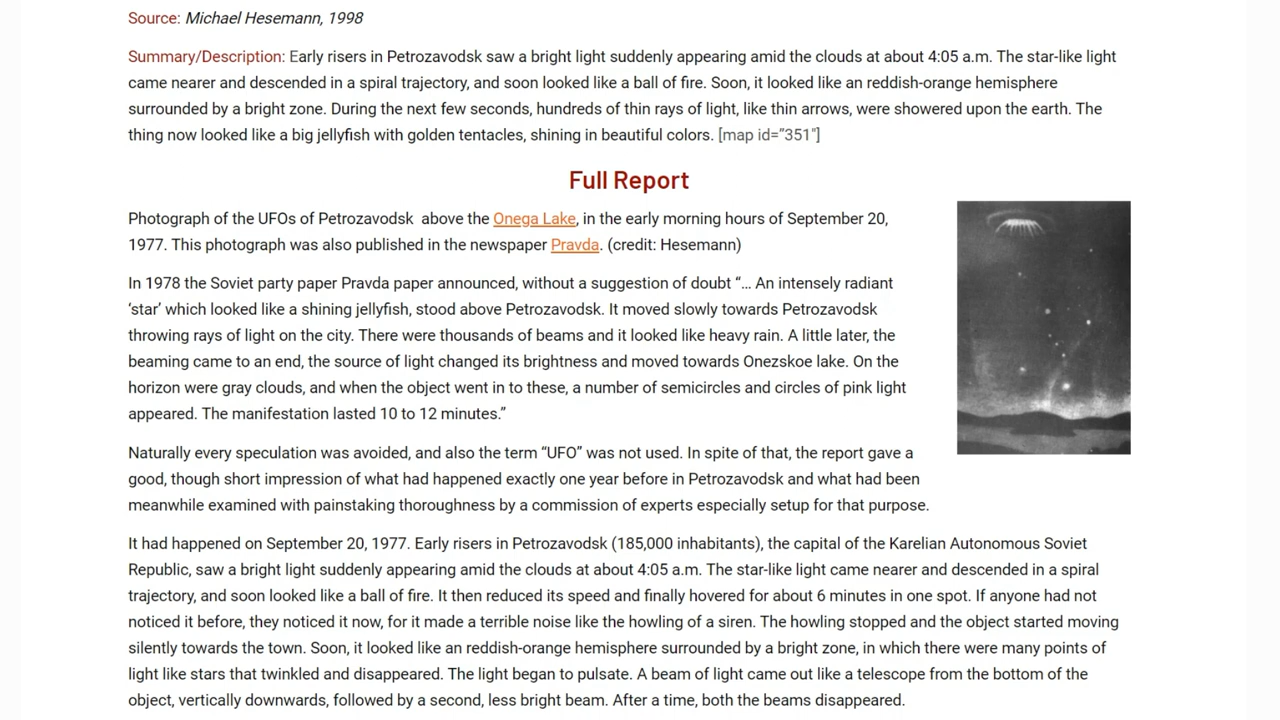 Source: Michael Hesemann, 1998
Summary/Description: Early risers in Petrozavodsk saw a bright light suddenly appearing amid the clouds at about 4:05 a.m. The star-like light
came nearer and descended in a spiral trajectory, and soon looked like a ball of fire. Soon, it looked like an reddish-orange hemisphere
surrounded by a bright zone. During the next few seconds, hundreds of thin rays of light, like thin arrows, were showered upon the earth. The
thing now looked like a big jellyfish with golden tentacles, shining in beautiful colors. [map id="351"]
Full Report
Photograph of the UFOs of Petrozavodsk above the Onega Lake, in the early morning hours of September 20,
1977. This photograph was also published in the newspaper Pravda. (credit: Hesemann)
In 1978 the Soviet party paper Pravda paper announced, without a suggestion of doubt “... An intensely radiant
‘star’ which looked like a shining jellyfish, stood above Petrozavodsk. It moved slowly towards Petrozavodsk
throwing rays of light on the city. There were thousands of beams and it looked like heavy rain. A little later, the
beaming came to an end, the source of light changed its brightness and moved towards Onezskoe lake. On the
horizon were gray clouds, and when the object went in to these, a number of semicircles and circles of pink light
appeared. The manifestation lasted 10 to 12 minutes.”
Naturally every speculation was avoided, and also the term “UFO” was not used. In spite of that, the report gave a
good, though short impression of what had happened exactly one year before in Petrozavodsk and what had been
meanwhile examined with painstaking thoroughness by a commission of experts especially setup for that purpose.
It had happened on September 20, 1977. Early risers in Petrozavodsk (185,000 inhabitants), the capital of the Karelian Autonomous Soviet
Republic, saw a bright light suddenly appearing amid the clouds at about 4:05 a.m. The star-like light came nearer and descended in a spiral
trajectory, and soon looked like a ball of fire. It then reduced its speed and finally hovered for about 6 minutes in one spot. If anyone had not
noticed it before, they noticed it now, for it made a terrible noise like the howling of a siren. The howling stopped and the object started moving
silently towards the town. Soon, it looked like an reddish-orange hemisphere surrounded by a bright zone, in which there were many points of
light like stars that twinkled and disappeared. The light began to pulsate. A beam of light came out like a telescope from the bottom of the
object, vertically downwards, followed by a second, less bright beam. After a time, both the beams disappeared.